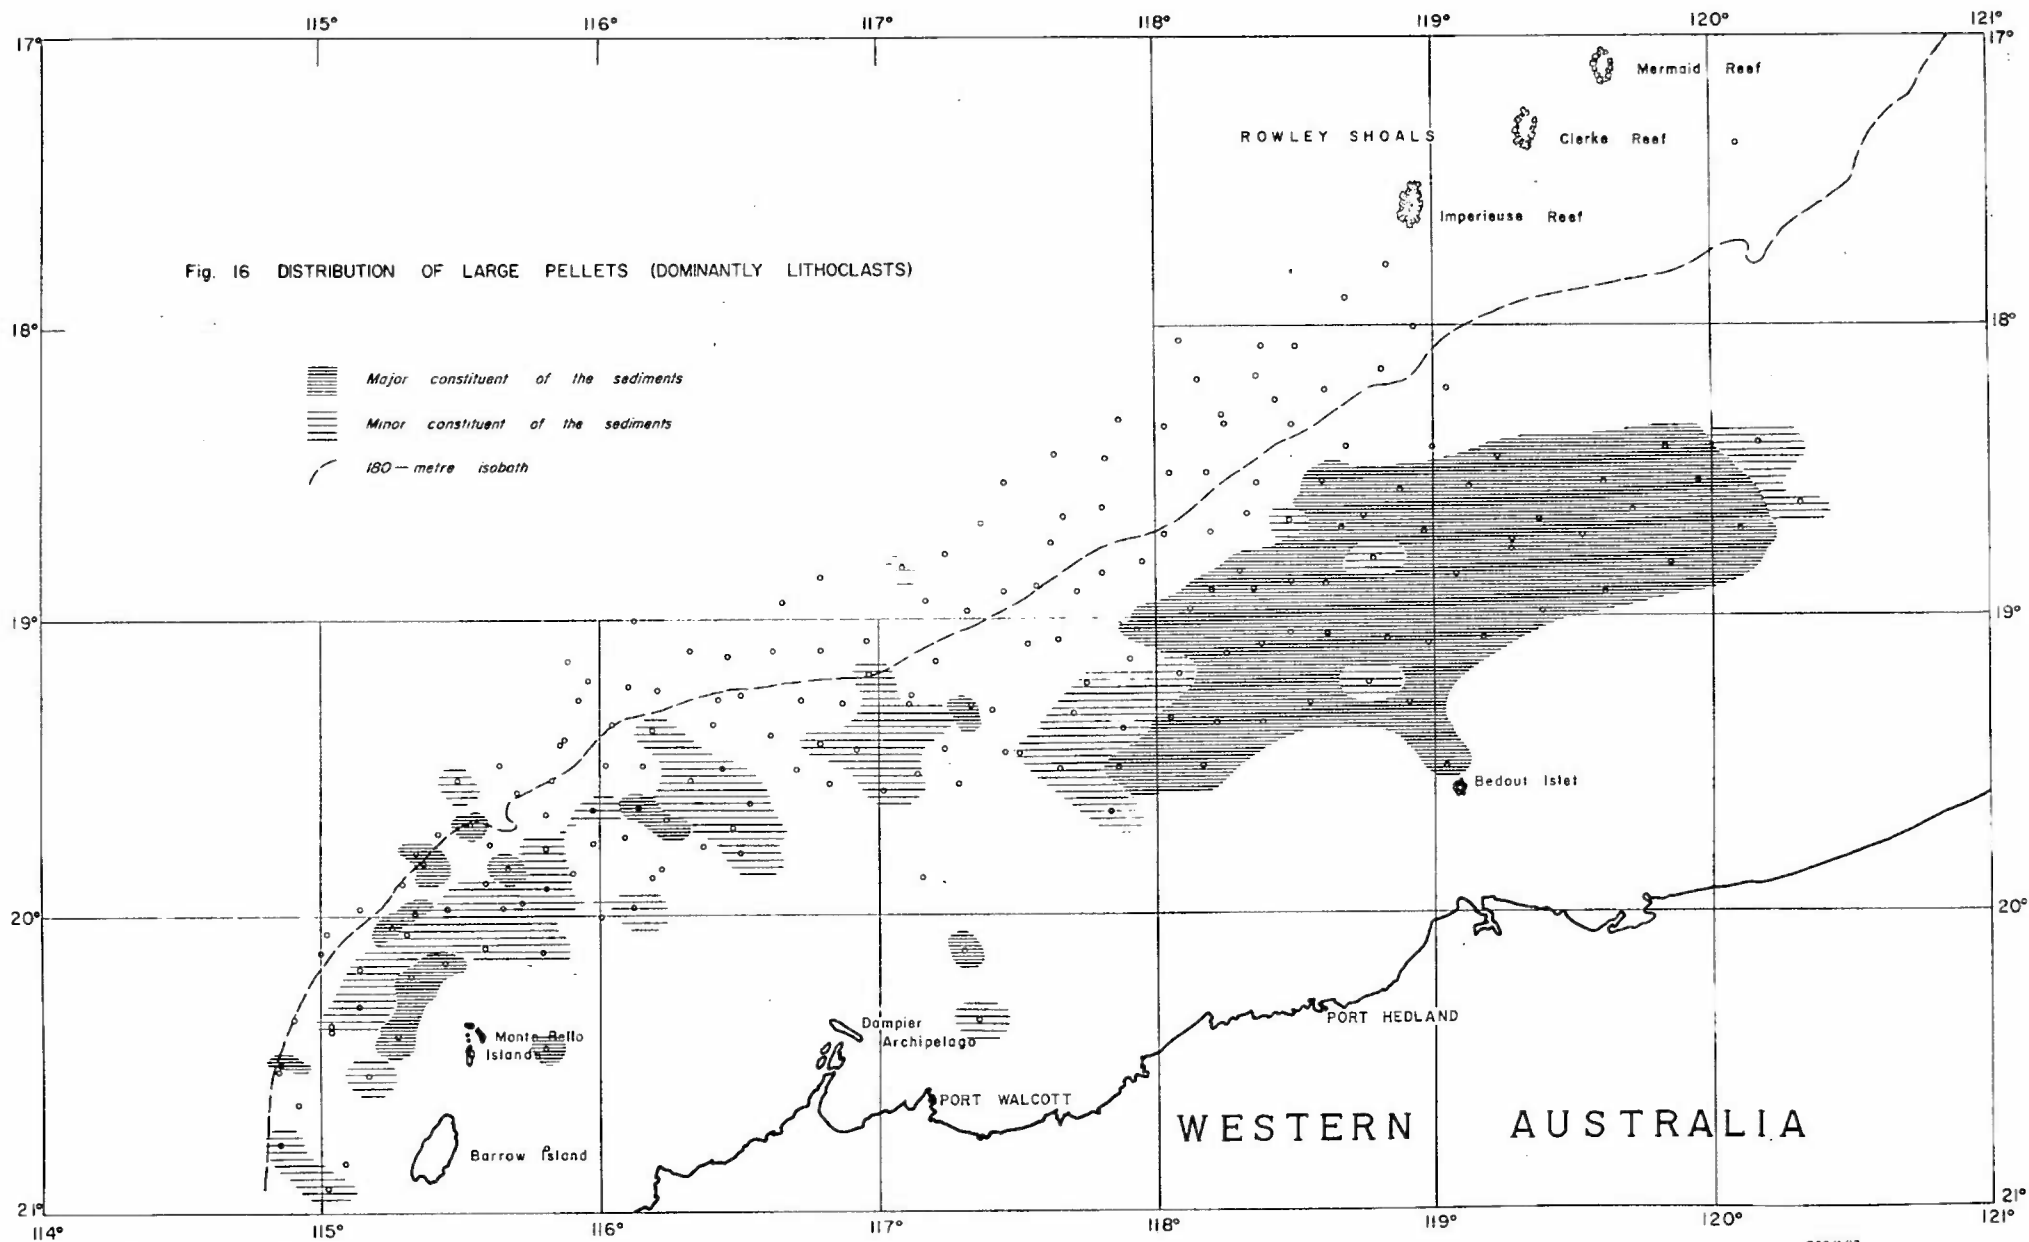 115° 116° 117° 118° 119° 120° 121°
17° 17°
Mermaid Reef
ROWLEY SHOALS
Clerke Reef
Imperieuse Reef
Fig. 16 DISTRIBUTION OF LARGE PELLETS (DOMINANTLY LITHOCLASTS)
18° 18°
Major constituent of the sediments
Minor constituent of the sediments
180—metre isobath
19° 19°
Bedout Islet
20° 20°
Monte Bello
Islands
Dampier
Archipelago
PORT HEDLAND
PORT WALCOTT
WESTERN AUSTRALIA
Barrow Island
21° 21°
114° 115° 116° 117° 118° 119° 120° 121°